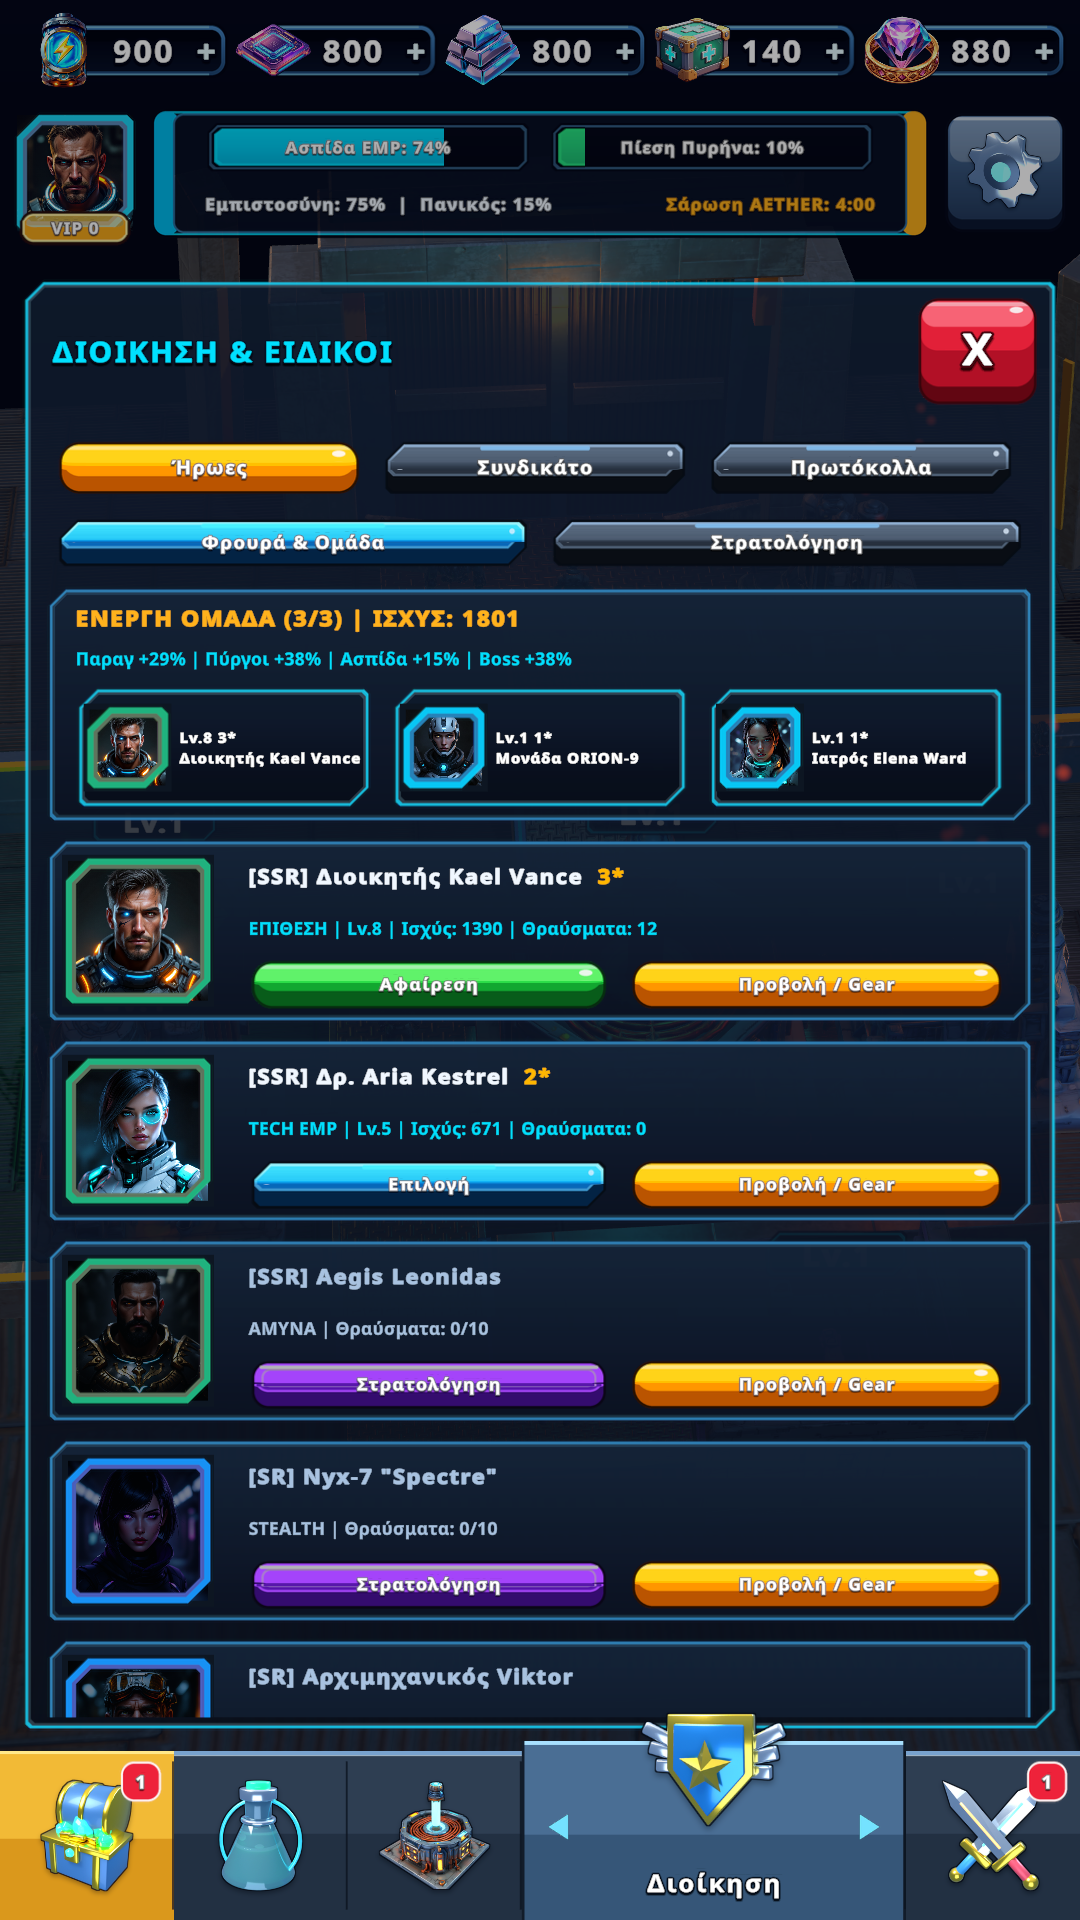 900 + 800 + 800 + 140 + 880 +
Ασπίδα EMP: 74% Πίεση Πυρήνα: 10%
Εμπιστοσύνη: 75% | Πανικός: 15% Σάρωση AETHER: 4:00
VIP 0
ΔΙΟΙΚΗΣΗ & ΕΙΔΙΚΟΙ
X
Ήρωες Συνδικάτο Πρωτόκολλα
Φρουρά & Ομάδα Στρατολόγηση
ΕΝΕΡΓΗ ΟΜΑΔΑ (3/3) | ΙΣΧΥΣ: 1801
Παραγ +29% | Πύργοι +38% | Ασπίδα +15% | Boss +38%
Lv.8 3* Lv.1 1* Lv.1 1*
Διοικητής Kael Vance Μονάδα ORION-9 Ιατρός Elena Ward
Lv.1 Lv.1
[SSR] Διοικητής Kael Vance 3*
ΕΠΙΘΕΣΗ | Lv.8 | Ισχύς: 1390 | Θραύσματα: 12
Αφαίρεση Προβολή / Gear
[SSR] Δρ. Aria Kestrel 2*
TECH EMP | Lv.5 | Ισχύς: 671 | Θραύσματα: 0
Επιλογή Προβολή / Gear
[SSR] Aegis Leonidas
ΑΜΥΝΑ | Θραύσματα: 0/10
Στρατολόγηση Προβολή / Gear
[SR] Nyx-7 "Spectre"
STEALTH | Θραύσματα: 0/10
Στρατολόγηση Προβολή / Gear
[SR] Αρχιμηχανικός Viktor
1 1
Διοίκηση